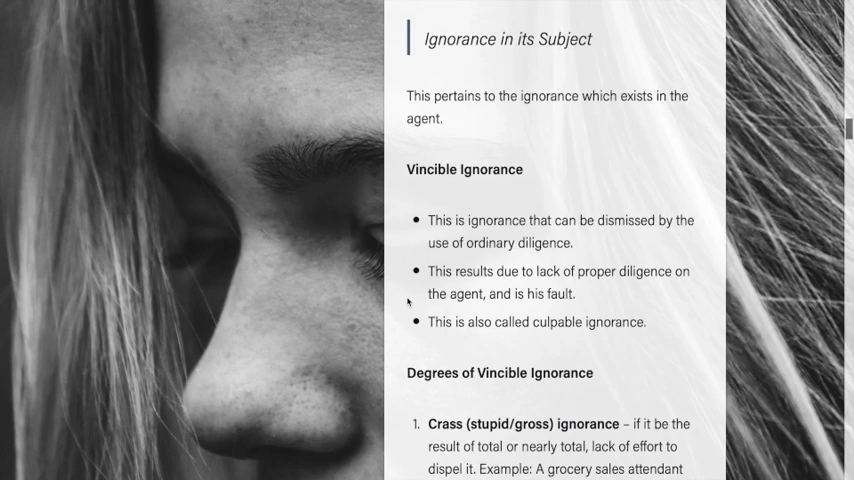 Ignorance in its Subject
This pertains to the ignorance which exists in the
agent.
Vincible Ignorance
• This is ignorance that can be dismissed by the
use of ordinary diligence.
• This results due to lack of proper diligence on
the agent, and is his fault.
• This is also called culpable ignorance.
Degrees of Vincible Ignorance
1. Crass (stupid/gross) ignorance – if it be the
result of total or nearly total, lack of effort to
dispel it. Example: A grocery sales attendant